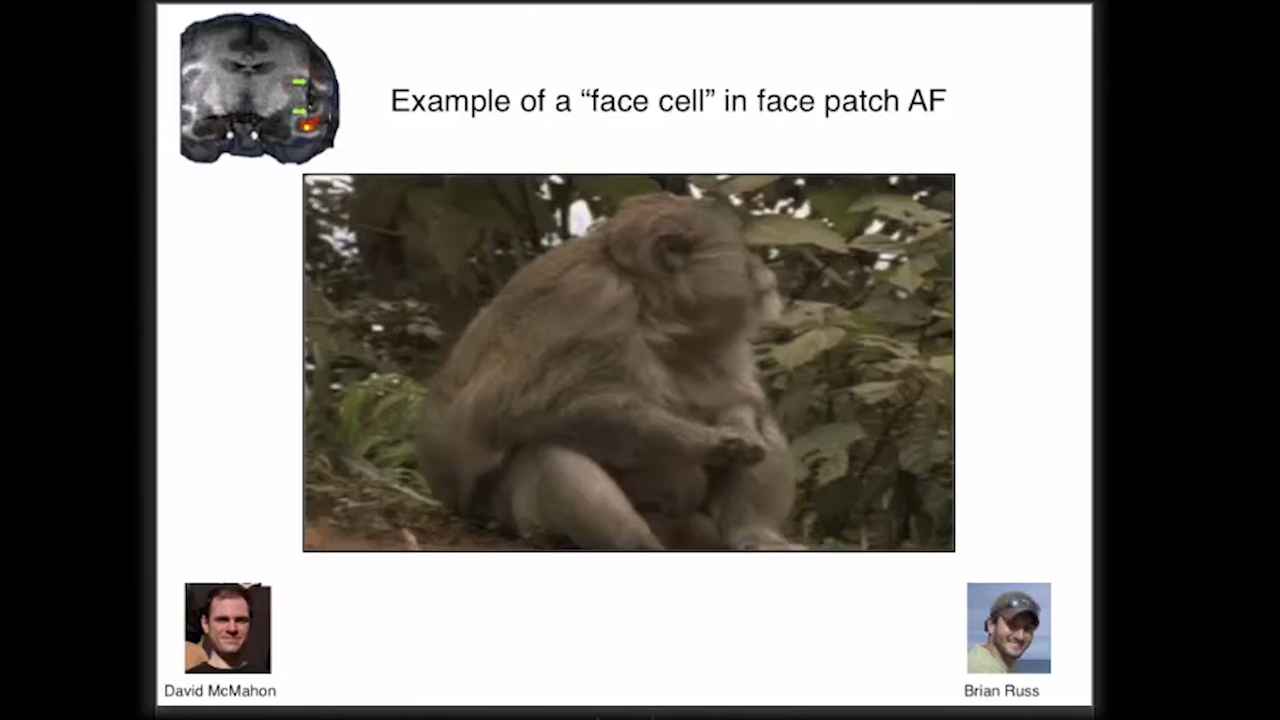 Example of a “face cell” in face patch AF
David McMahon
Brian Russ